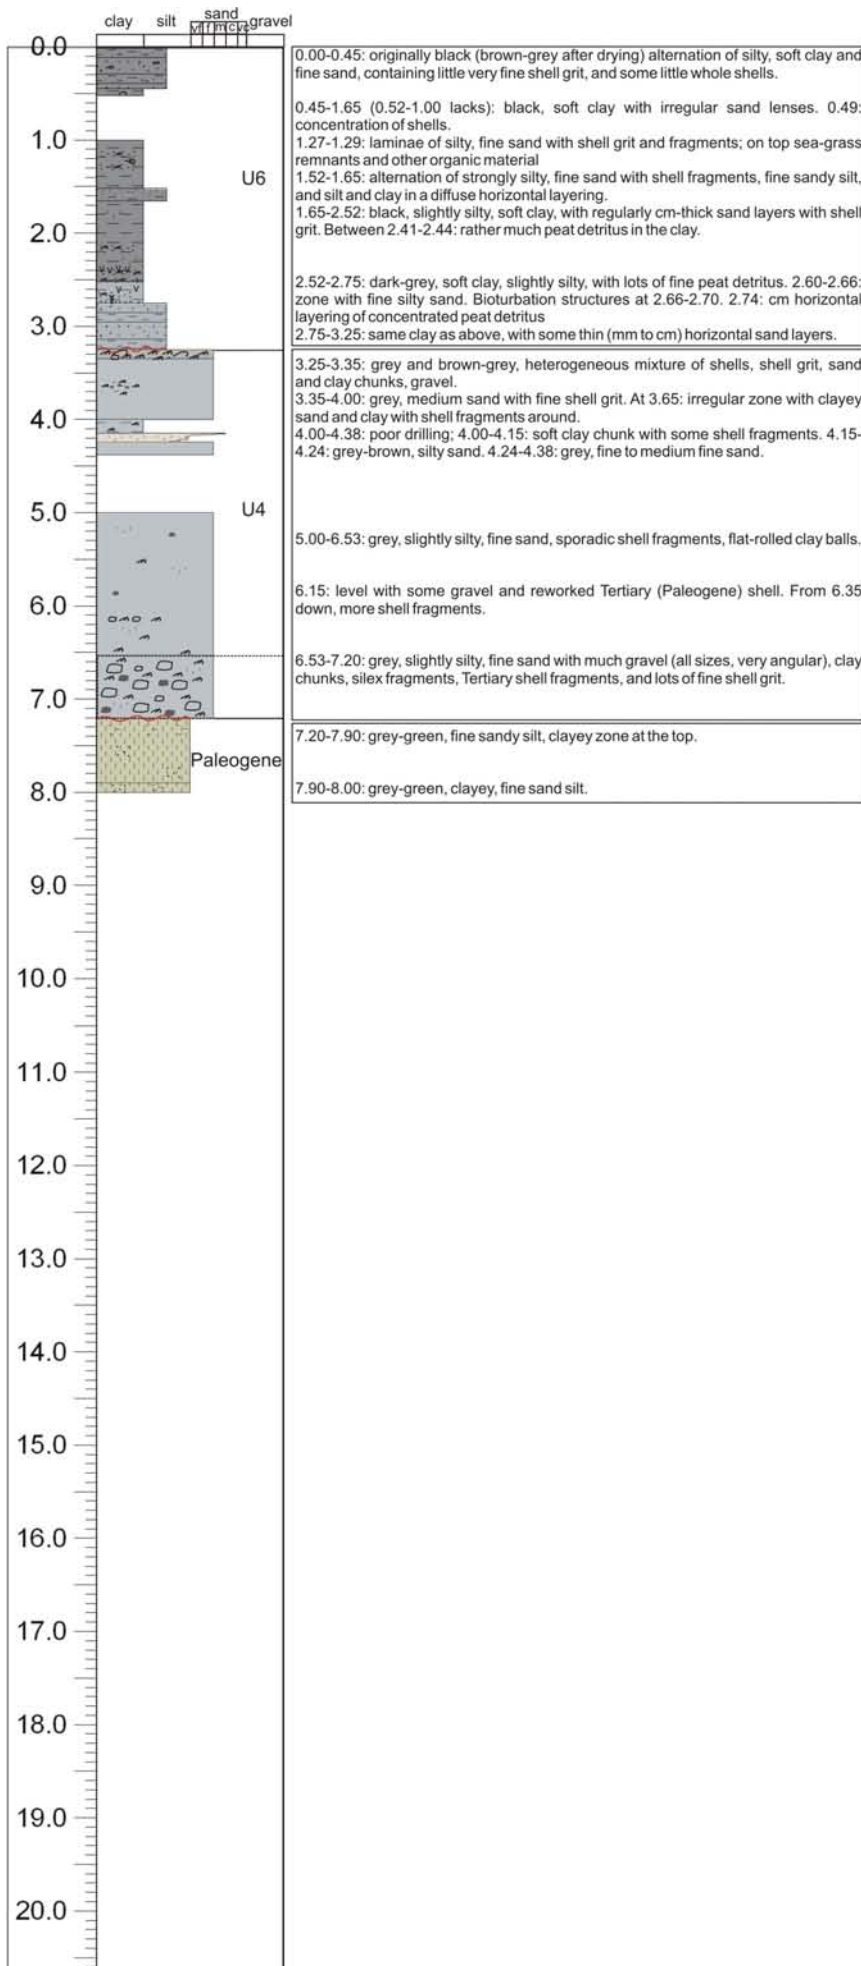 sand
clay silt gravel
vf f m c vc
0.0
1.0
2.0
3.0
4.0
5.0
6.0
7.0
8.0
9.0
10.0
11.0
12.0
13.0
14.0
15.0
16.0
17.0
18.0
19.0
20.0
U6
U4
Paleogene
0.00-0.45: originally black (brown-grey after drying) alternation of silty, soft clay and
fine sand, containing little very fine shell grit, and some little whole shells.
0.45-1.65 (0.52-1.00 lacks): black, soft clay with irregular sand lenses. 0.49:
concentration of shells.
1.27-1.29: laminae of silty, fine sand with shell grit and fragments; on top sea-grass
remnants and other organic material
1.52-1.65: alternation of strongly silty, fine sand with shell fragments, fine sandy silt,
and silt and clay in a diffuse horizontal layering.
1.65-2.52: black, slightly silty, soft clay, with regularly cm-thick sand layers with shell
grit. Between 2.41-2.44: rather much peat detritus in the clay.
2.52-2.75: dark-grey, soft clay, slightly silty, with lots of fine peat detritus. 2.60-2.66:
zone with fine silty sand. Bioturbation structures at 2.66-2.70. 2.74: cm horizontal
layering of concentrated peat detritus
2.75-3.25: same clay as above, with some thin (mm to cm) horizontal sand layers.
3.25-3.35: grey and brown-grey, heterogeneous mixture of shells, shell grit, sand
and clay chunks, gravel.
3.35-4.00: grey, medium sand with fine shell grit. At 3.65: irregular zone with clayey
sand and clay with shell fragments around.
4.00-4.38: poor drilling; 4.00-4.15: soft clay chunk with some shell fragments. 4.15-
4.24: grey-brown, silty sand. 4.24-4.38: grey, fine to medium fine sand.
5.00-6.53: grey, slightly silty, fine sand, sporadic shell fragments, flat-rolled clay balls.
6.15: level with some gravel and reworked Tertiary (Paleogene) shell. From 6.35
down, more shell fragments.
6.53-7.20: grey, slightly silty, fine sand with much gravel (all sizes, very angular), clay
chunks, silex fragments, Tertiary shell fragments, and lots of fine shell grit.
7.20-7.90: grey-green, fine sandy silt, clayey zone at the top.
7.90-8.00: grey-green, clayey, fine sand silt.